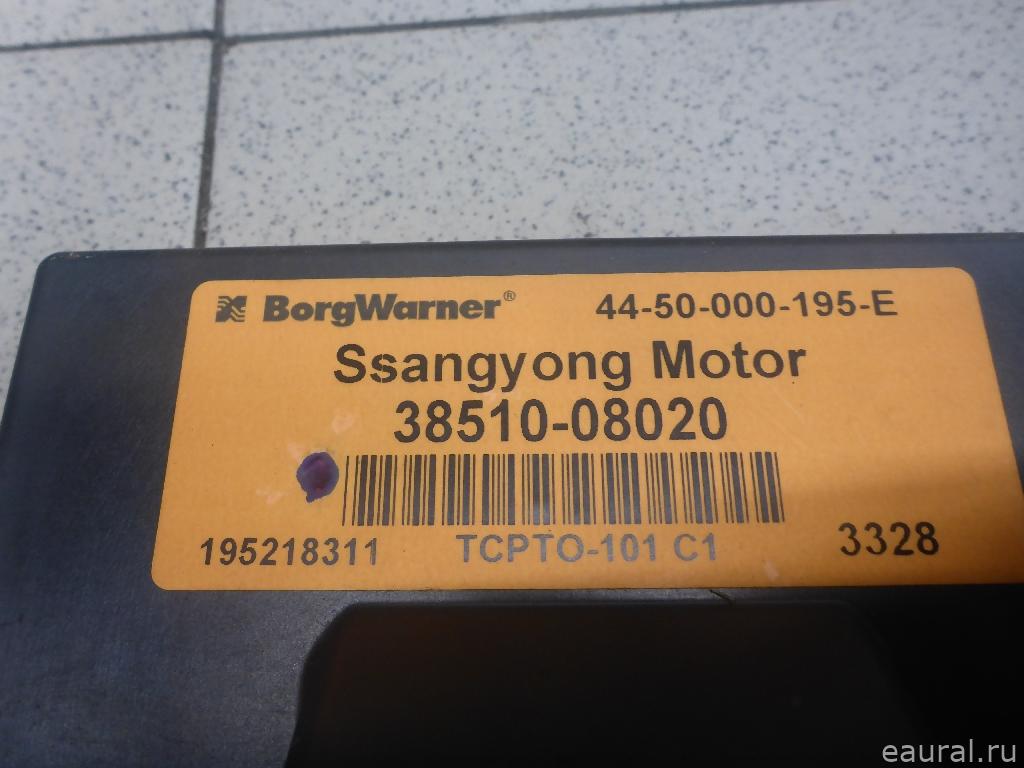 BorgWarner® 44-50-000-195-E
Ssangyong Motor
38510-08020
195218311 TCPTO-101 C1 3328
eaural.ru